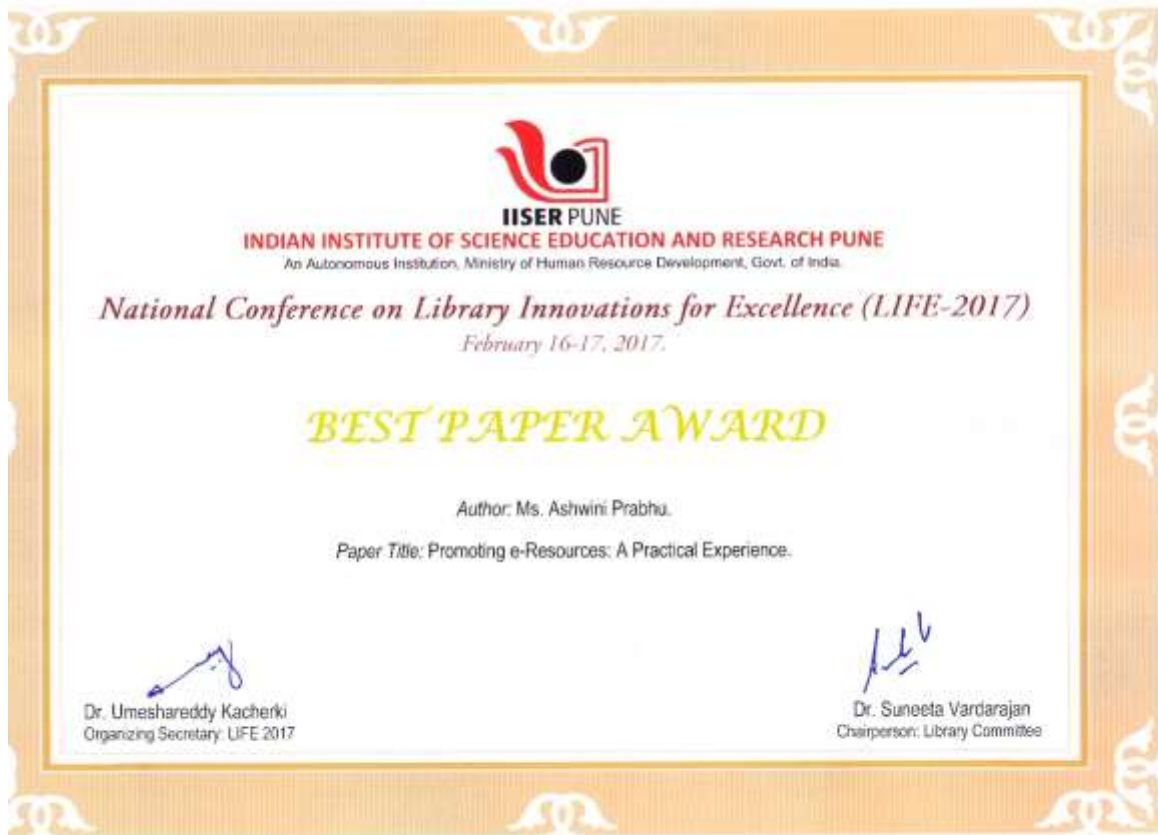 IISER PUNE
INDIAN INSTITUTE OF SCIENCE EDUCATION AND RESEARCH PUNE
An Autonomous Institution, Ministry of Human Resource Development, Govt. of India.
National Conference on Library Innovations for Excellence (LIFE-2017)
February 16-17, 2017.
BEST PAPER AWARD
Author: Ms. Ashwini Prabhu.
Paper Title: Promoting e-Resources: A Practical Experience.
Dr. Umeshareddy Kacherki
Organizing Secretary: LIFE 2017
Dr. Suneeta Vardarajan
Chairperson: Library Committee